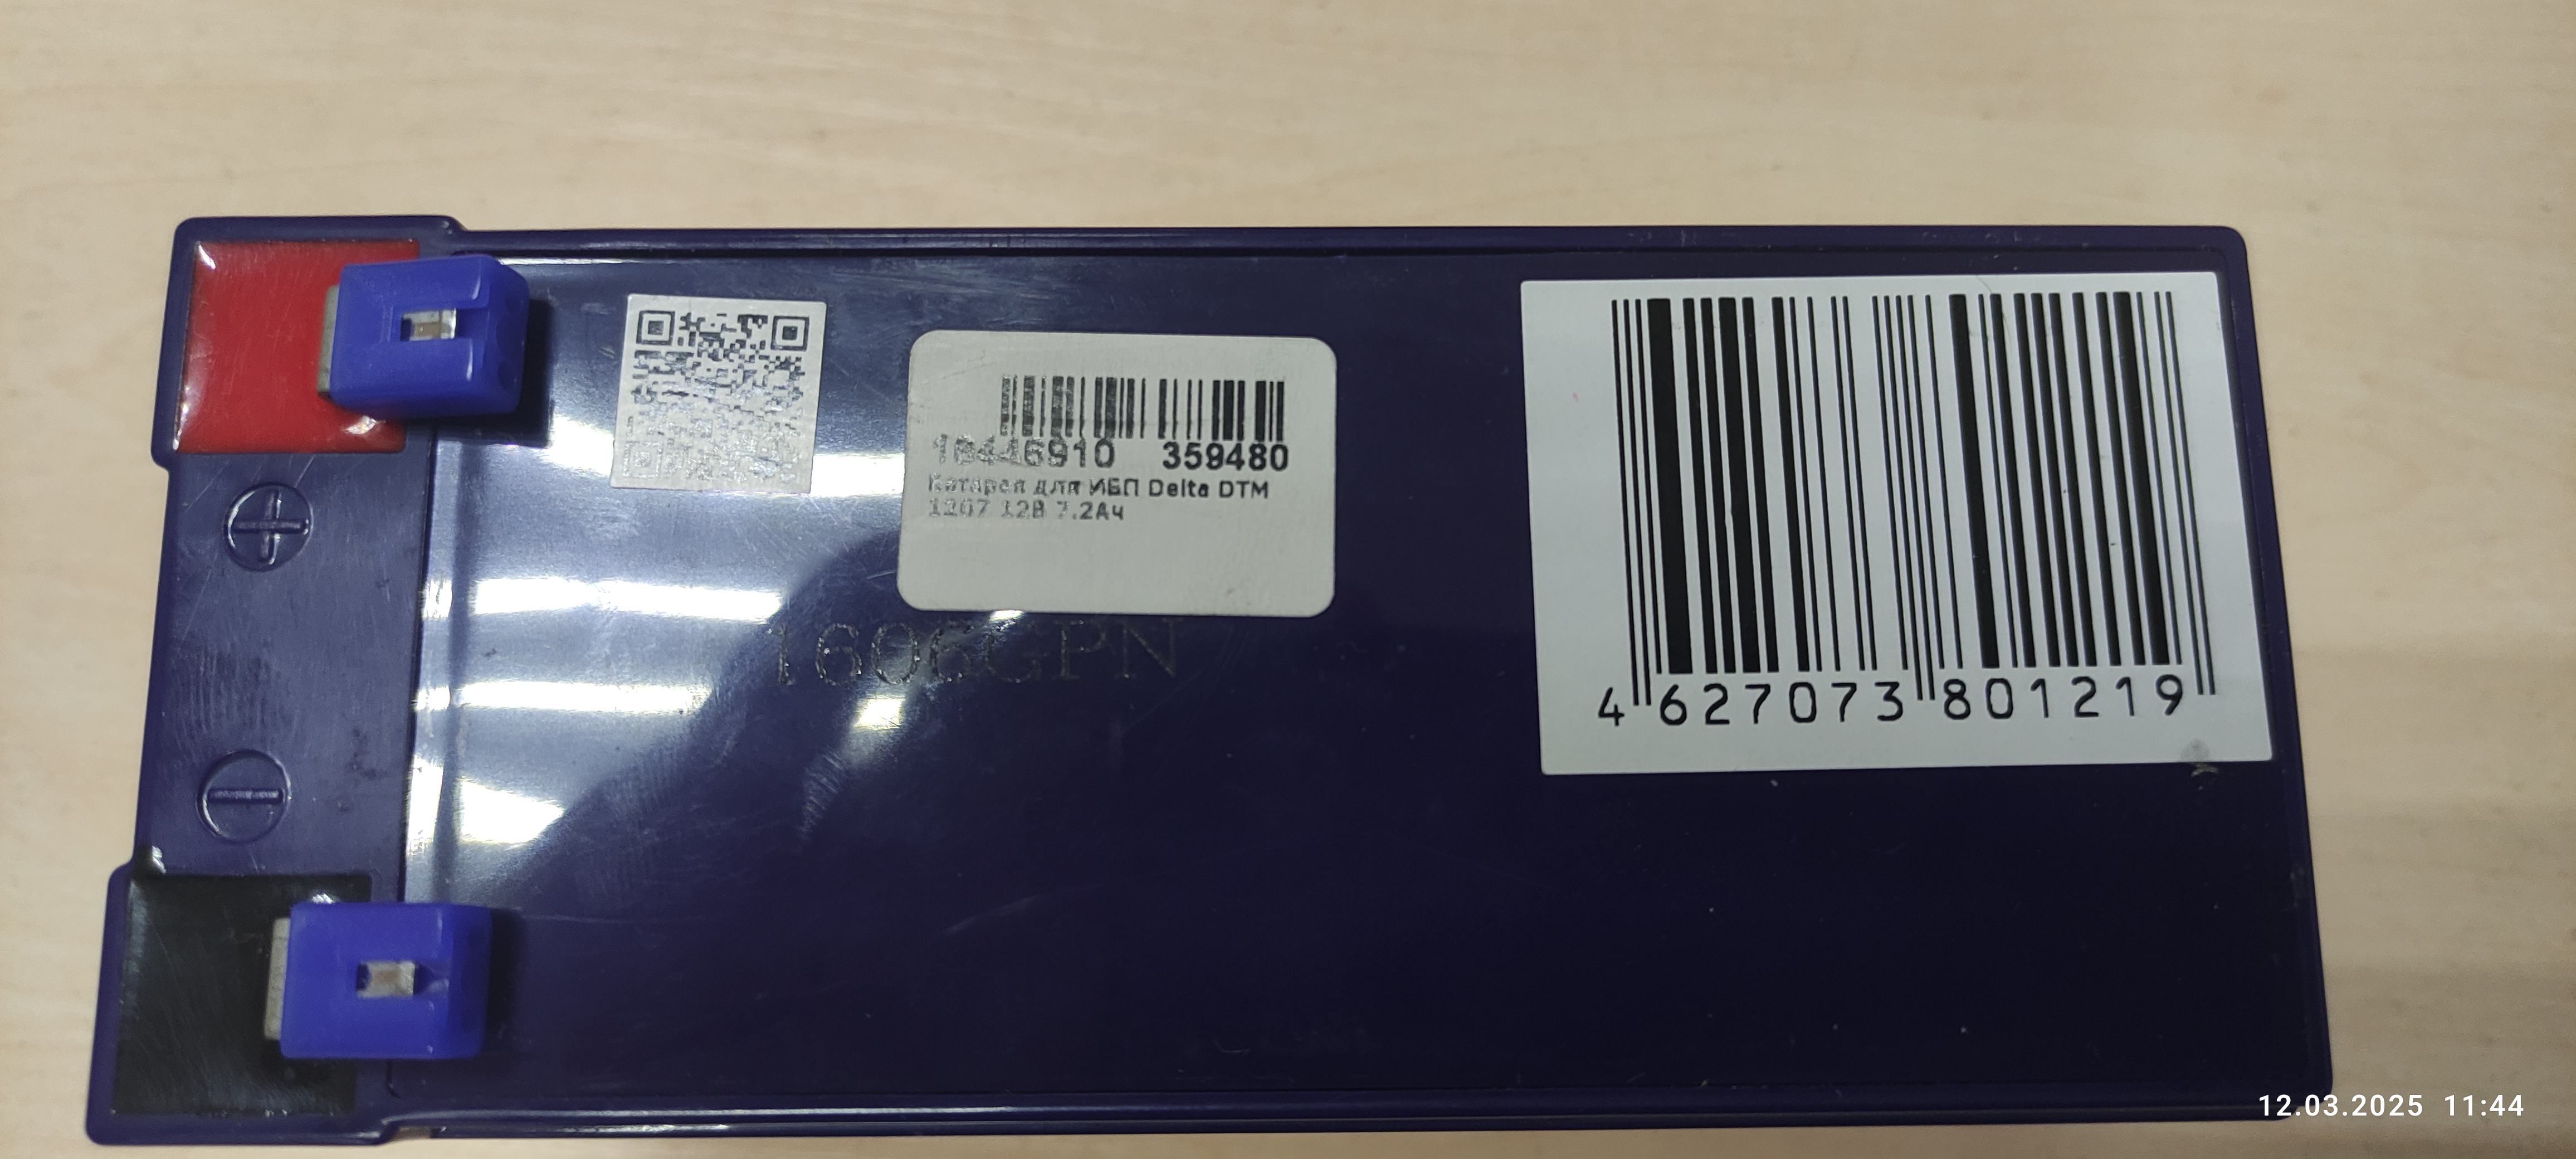 18446910 359480
Батарея для ИБП Delta DTM
1207 12В 7.2Ач
1606GPN
4 627073 801219
12.03.2025 11:44